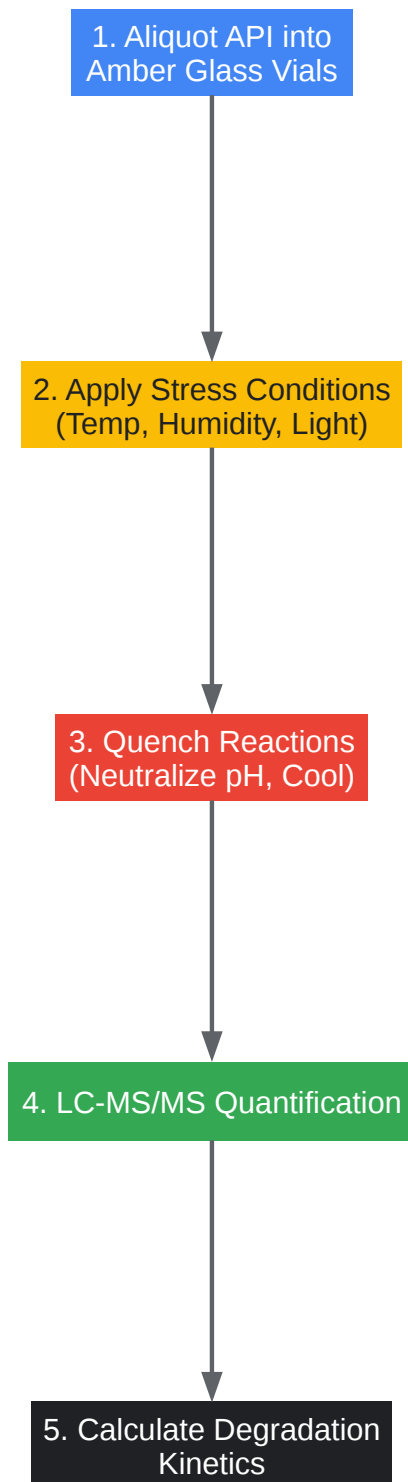 1. Aliquot API into
Amber Glass Vials
2. Apply Stress Conditions
(Temp, Humidity, Light)
3. Quench Reactions
(Neutralize pH, Cool)
4. LC-MS/MS Quantification
5. Calculate Degradation
Kinetics